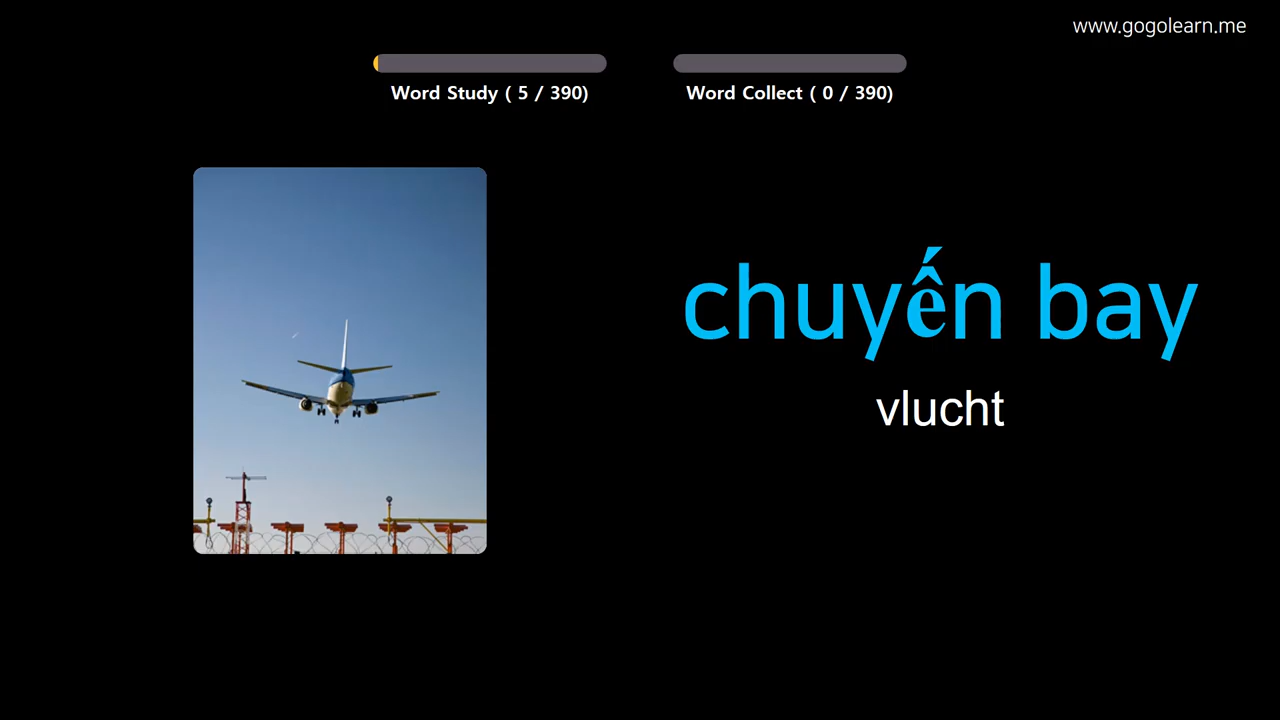 www.gogolearn.me
Word Study ( 5 / 390)
Word Collect ( 0 / 390)
chuyến bay
vlucht